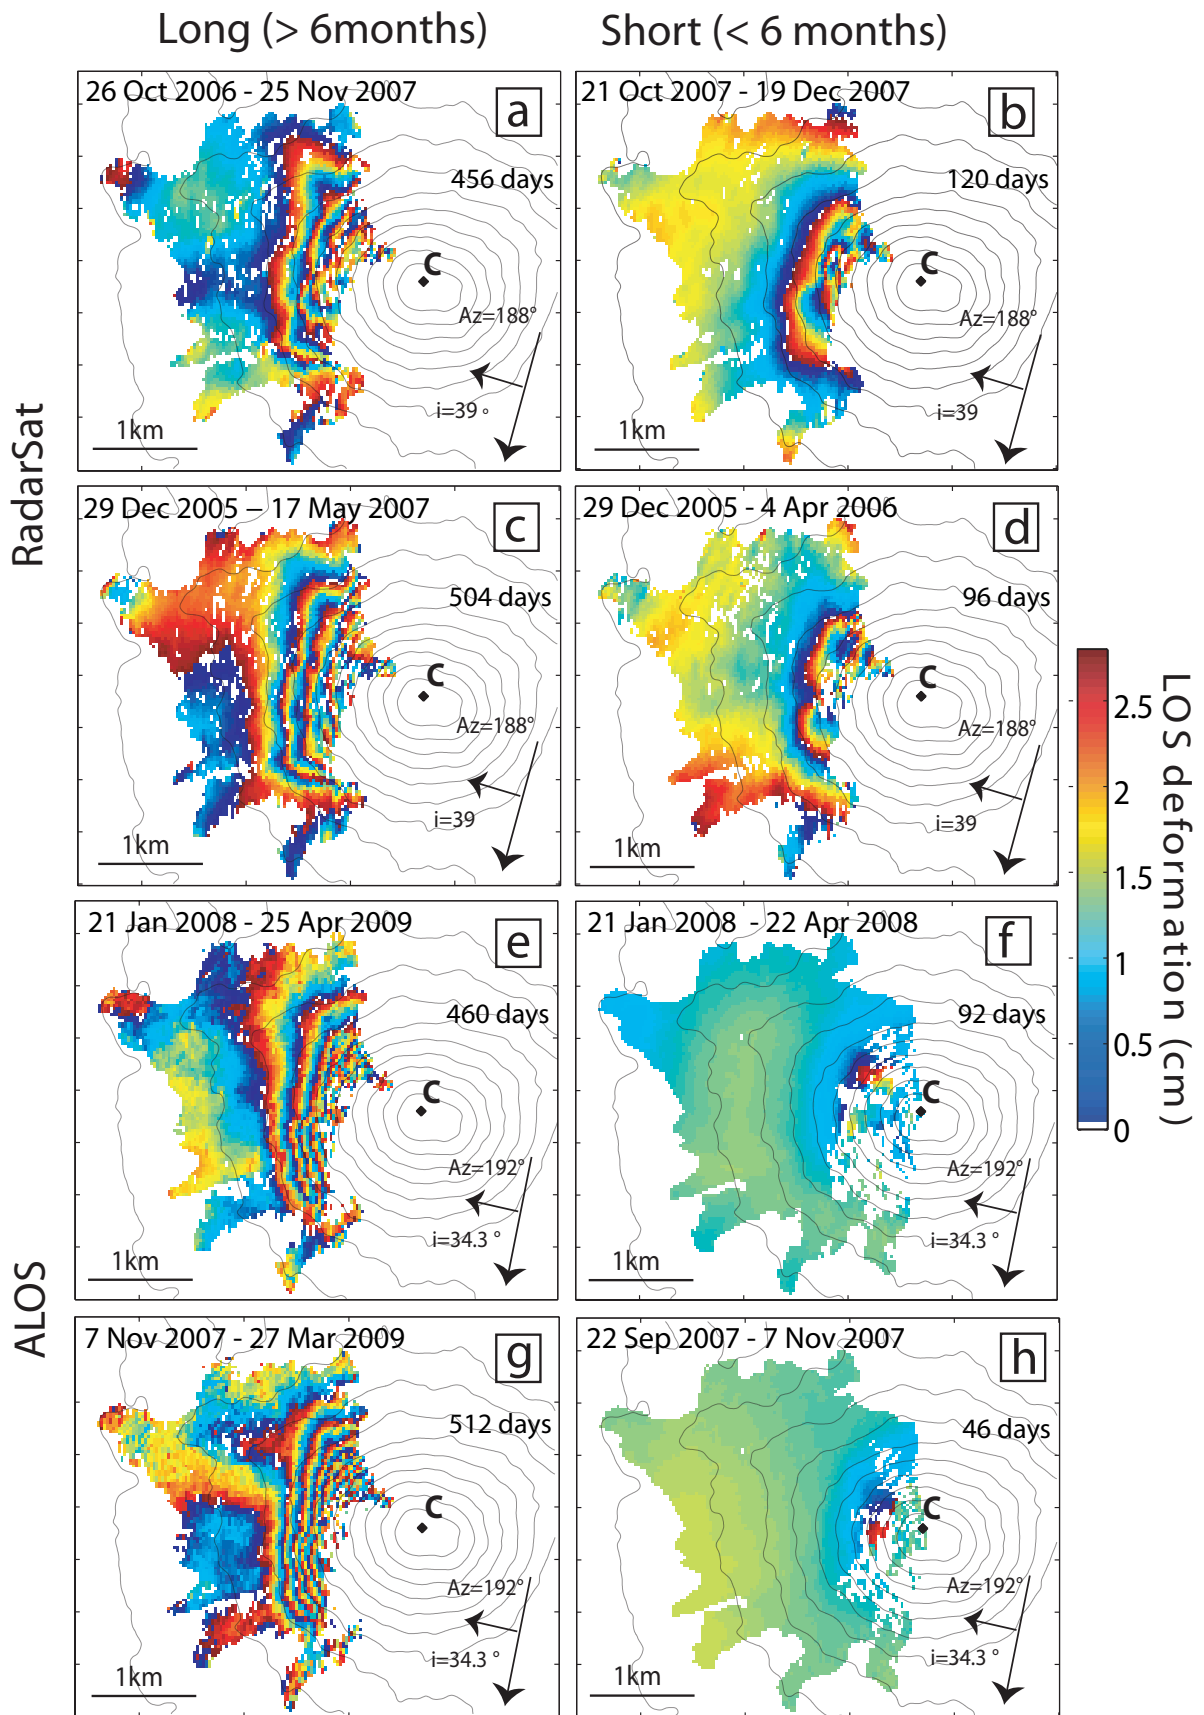 Long (> 6months)
Short (< 6 months)
RadarSat
26 Oct 2006 - 25 Nov 2007
a
456 days
C
Az=188°
i=39 °
1km
21 Oct 2007 - 19 Dec 2007
b
120 days
C
Az=188°
i=39
1km
29 Dec 2005 – 17 May 2007
c
504 days
C
Az=188°
i=39
1km
29 Dec 2005 - 4 Apr 2006
d
96 days
C
Az=188°
i=39
1km
ALOS
21 Jan 2008 - 25 Apr 2009
e
460 days
C
Az=192°
i=34.3 °
1km
21 Jan 2008 - 22 Apr 2008
f
92 days
C
Az=192°
i=34.3 °
1km
7 Nov 2007 - 27 Mar 2009
g
512 days
C
Az=192°
i=34.3 °
1km
22 Sep 2007 - 7 Nov 2007
h
46 days
C
Az=192°
i=34.3 °
1km
2.5
2
1.5
1
0.5
0
LOS deformation (cm)